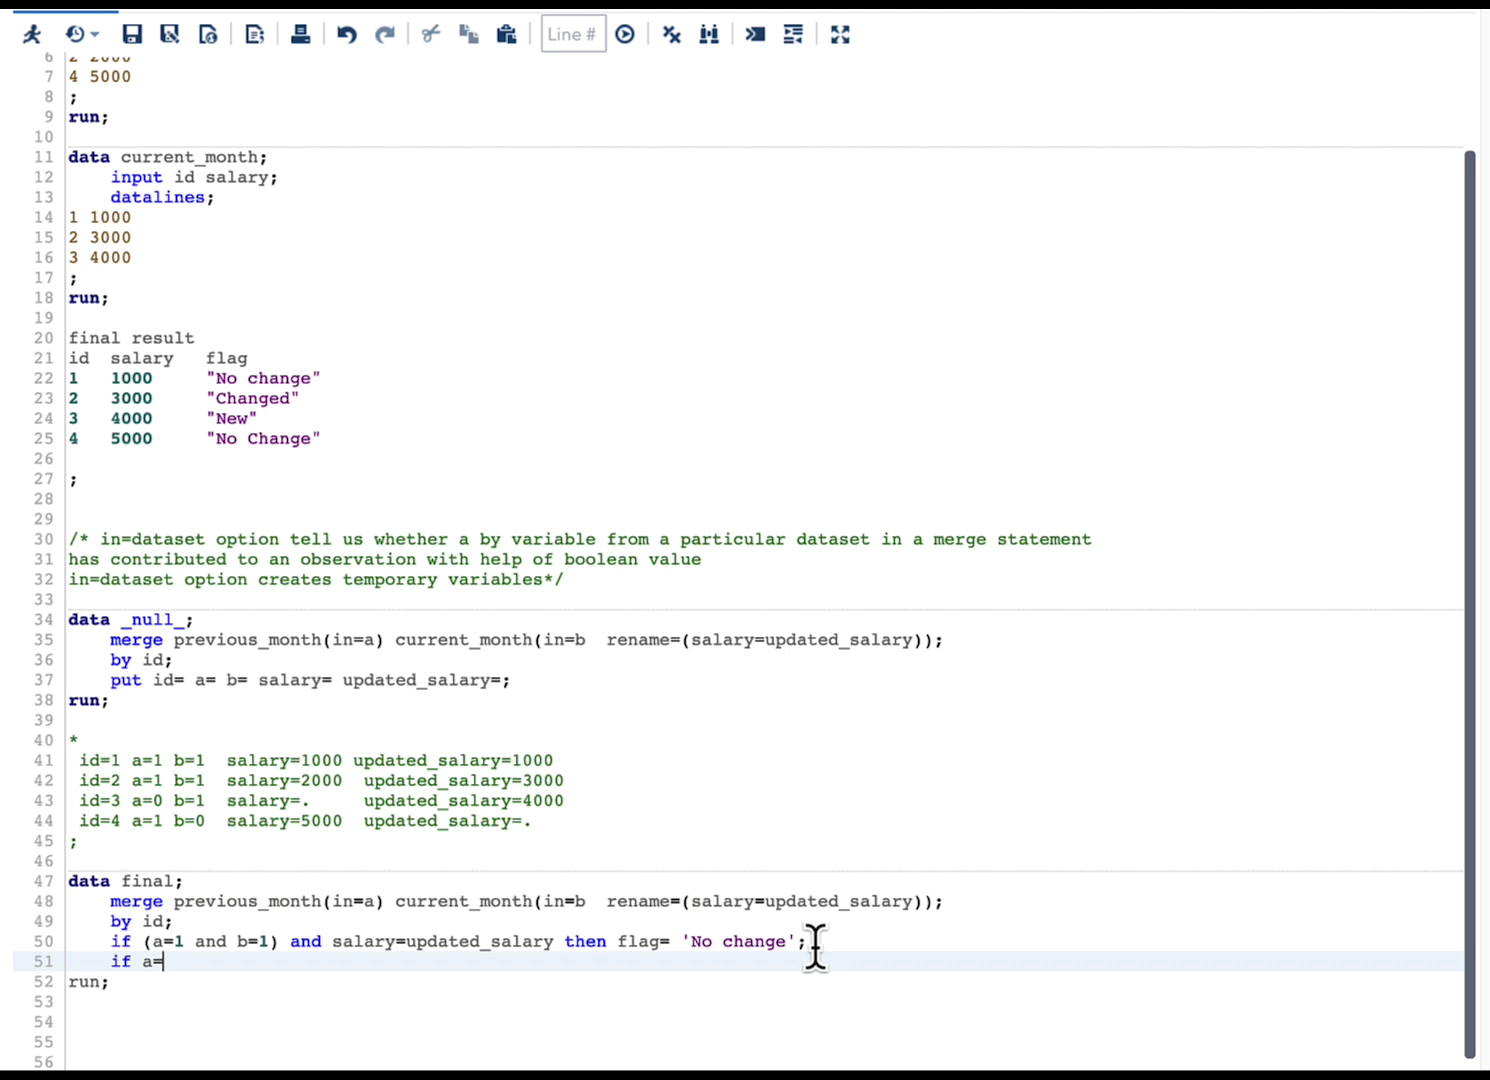 Line #
6 2 2000
7 4 5000
8 ;
9 run;
10
11 data current_month;
12 input id salary;
13 datalines;
14 1 1000
15 2 3000
16 3 4000
17 ;
18 run;
19
20 final result
21 id salary flag
22 1 1000 "No change"
23 2 3000 "Changed"
24 3 4000 "New"
25 4 5000 "No Change"
26
27 ;
28
29
30 /* in=dataset option tell us whether a by variable from a particular dataset in a merge statement
31 has contributed to an observation with help of boolean value
32 in=dataset option creates temporary variables*/
33
34 data _null_;
35 merge previous_month(in=a) current_month(in=b rename=(salary=updated_salary));
36 by id;
37 put id= a= b= salary= updated_salary=;
38 run;
39
40 *
41 id=1 a=1 b=1 salary=1000 updated_salary=1000
42 id=2 a=1 b=1 salary=2000 updated_salary=3000
43 id=3 a=0 b=1 salary=. updated_salary=4000
44 id=4 a=1 b=0 salary=5000 updated_salary=.
45 ;
46
47 data final;
48 merge previous_month(in=a) current_month(in=b rename=(salary=updated_salary));
49 by id;
50 if (a=1 and b=1) and salary=updated_salary then flag= 'No change';
51 if a=
52 run;
53
54
55
56